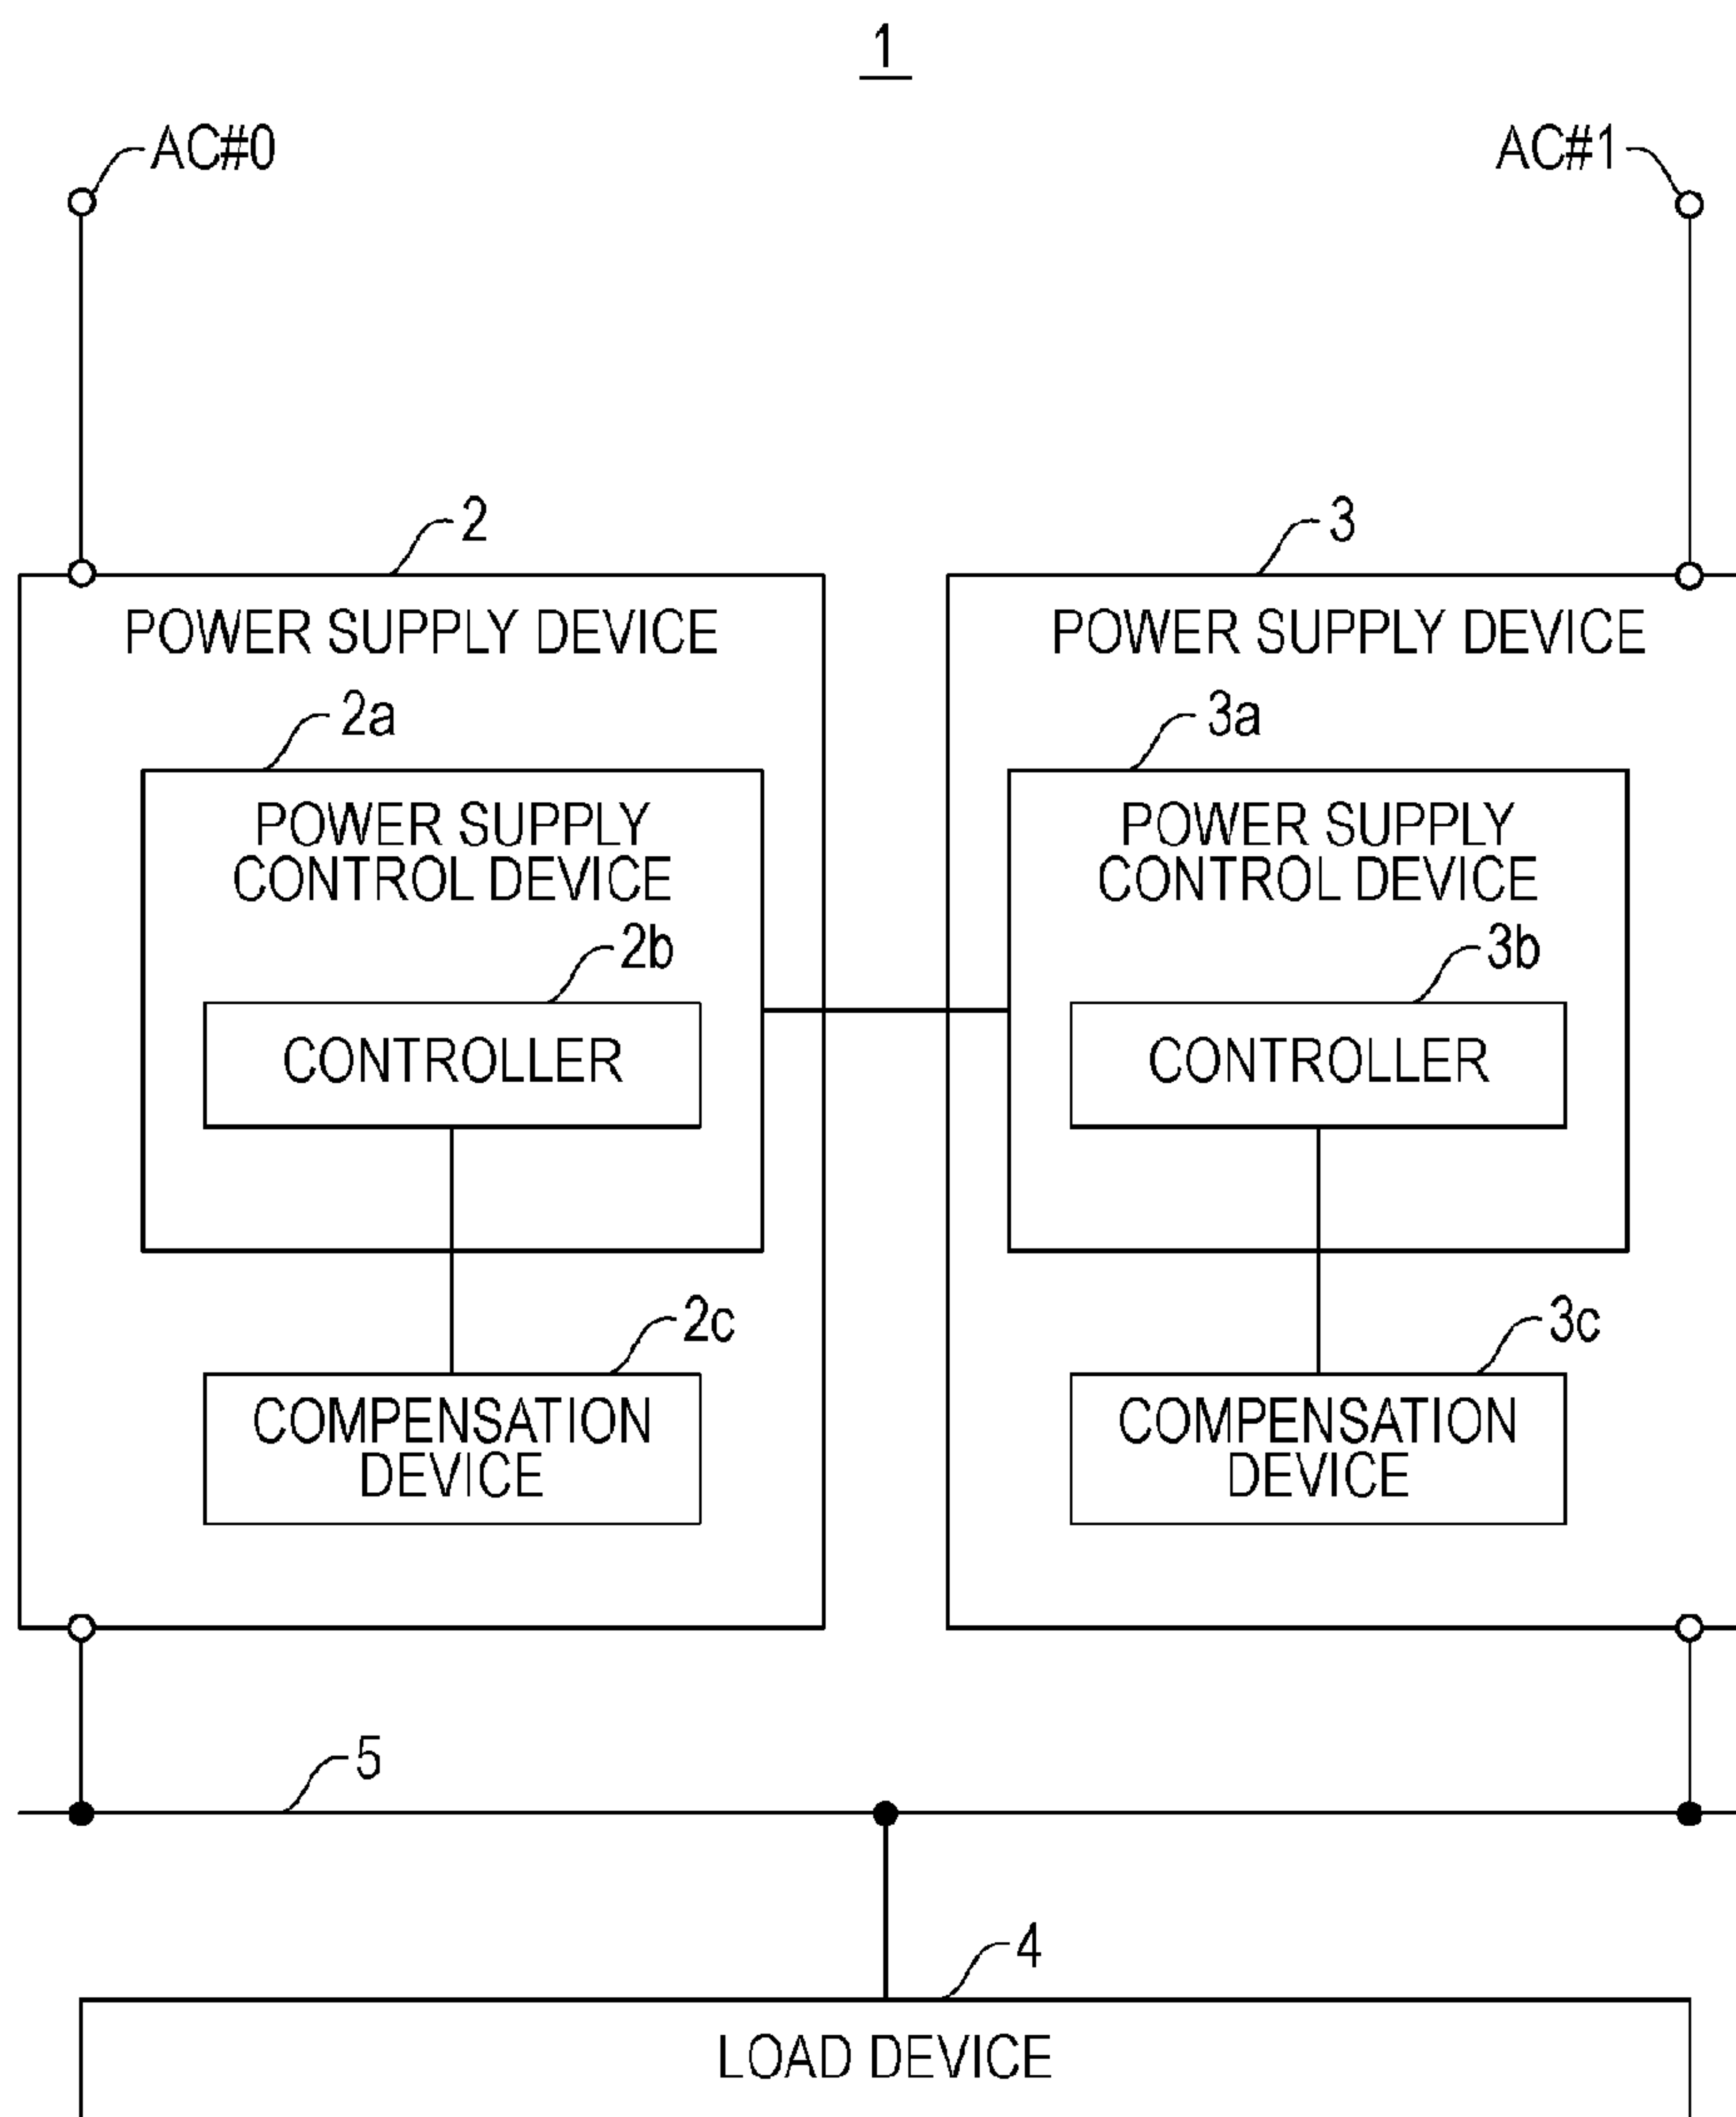 1
AC#0
AC#1
2
3
POWER SUPPLY DEVICE
POWER SUPPLY DEVICE
2a
3a
POWER SUPPLY
CONTROL DEVICE
POWER SUPPLY
CONTROL DEVICE
2b
3b
CONTROLLER
CONTROLLER
2c
3c
COMPENSATION
DEVICE
COMPENSATION
DEVICE
5
4
LOAD DEVICE